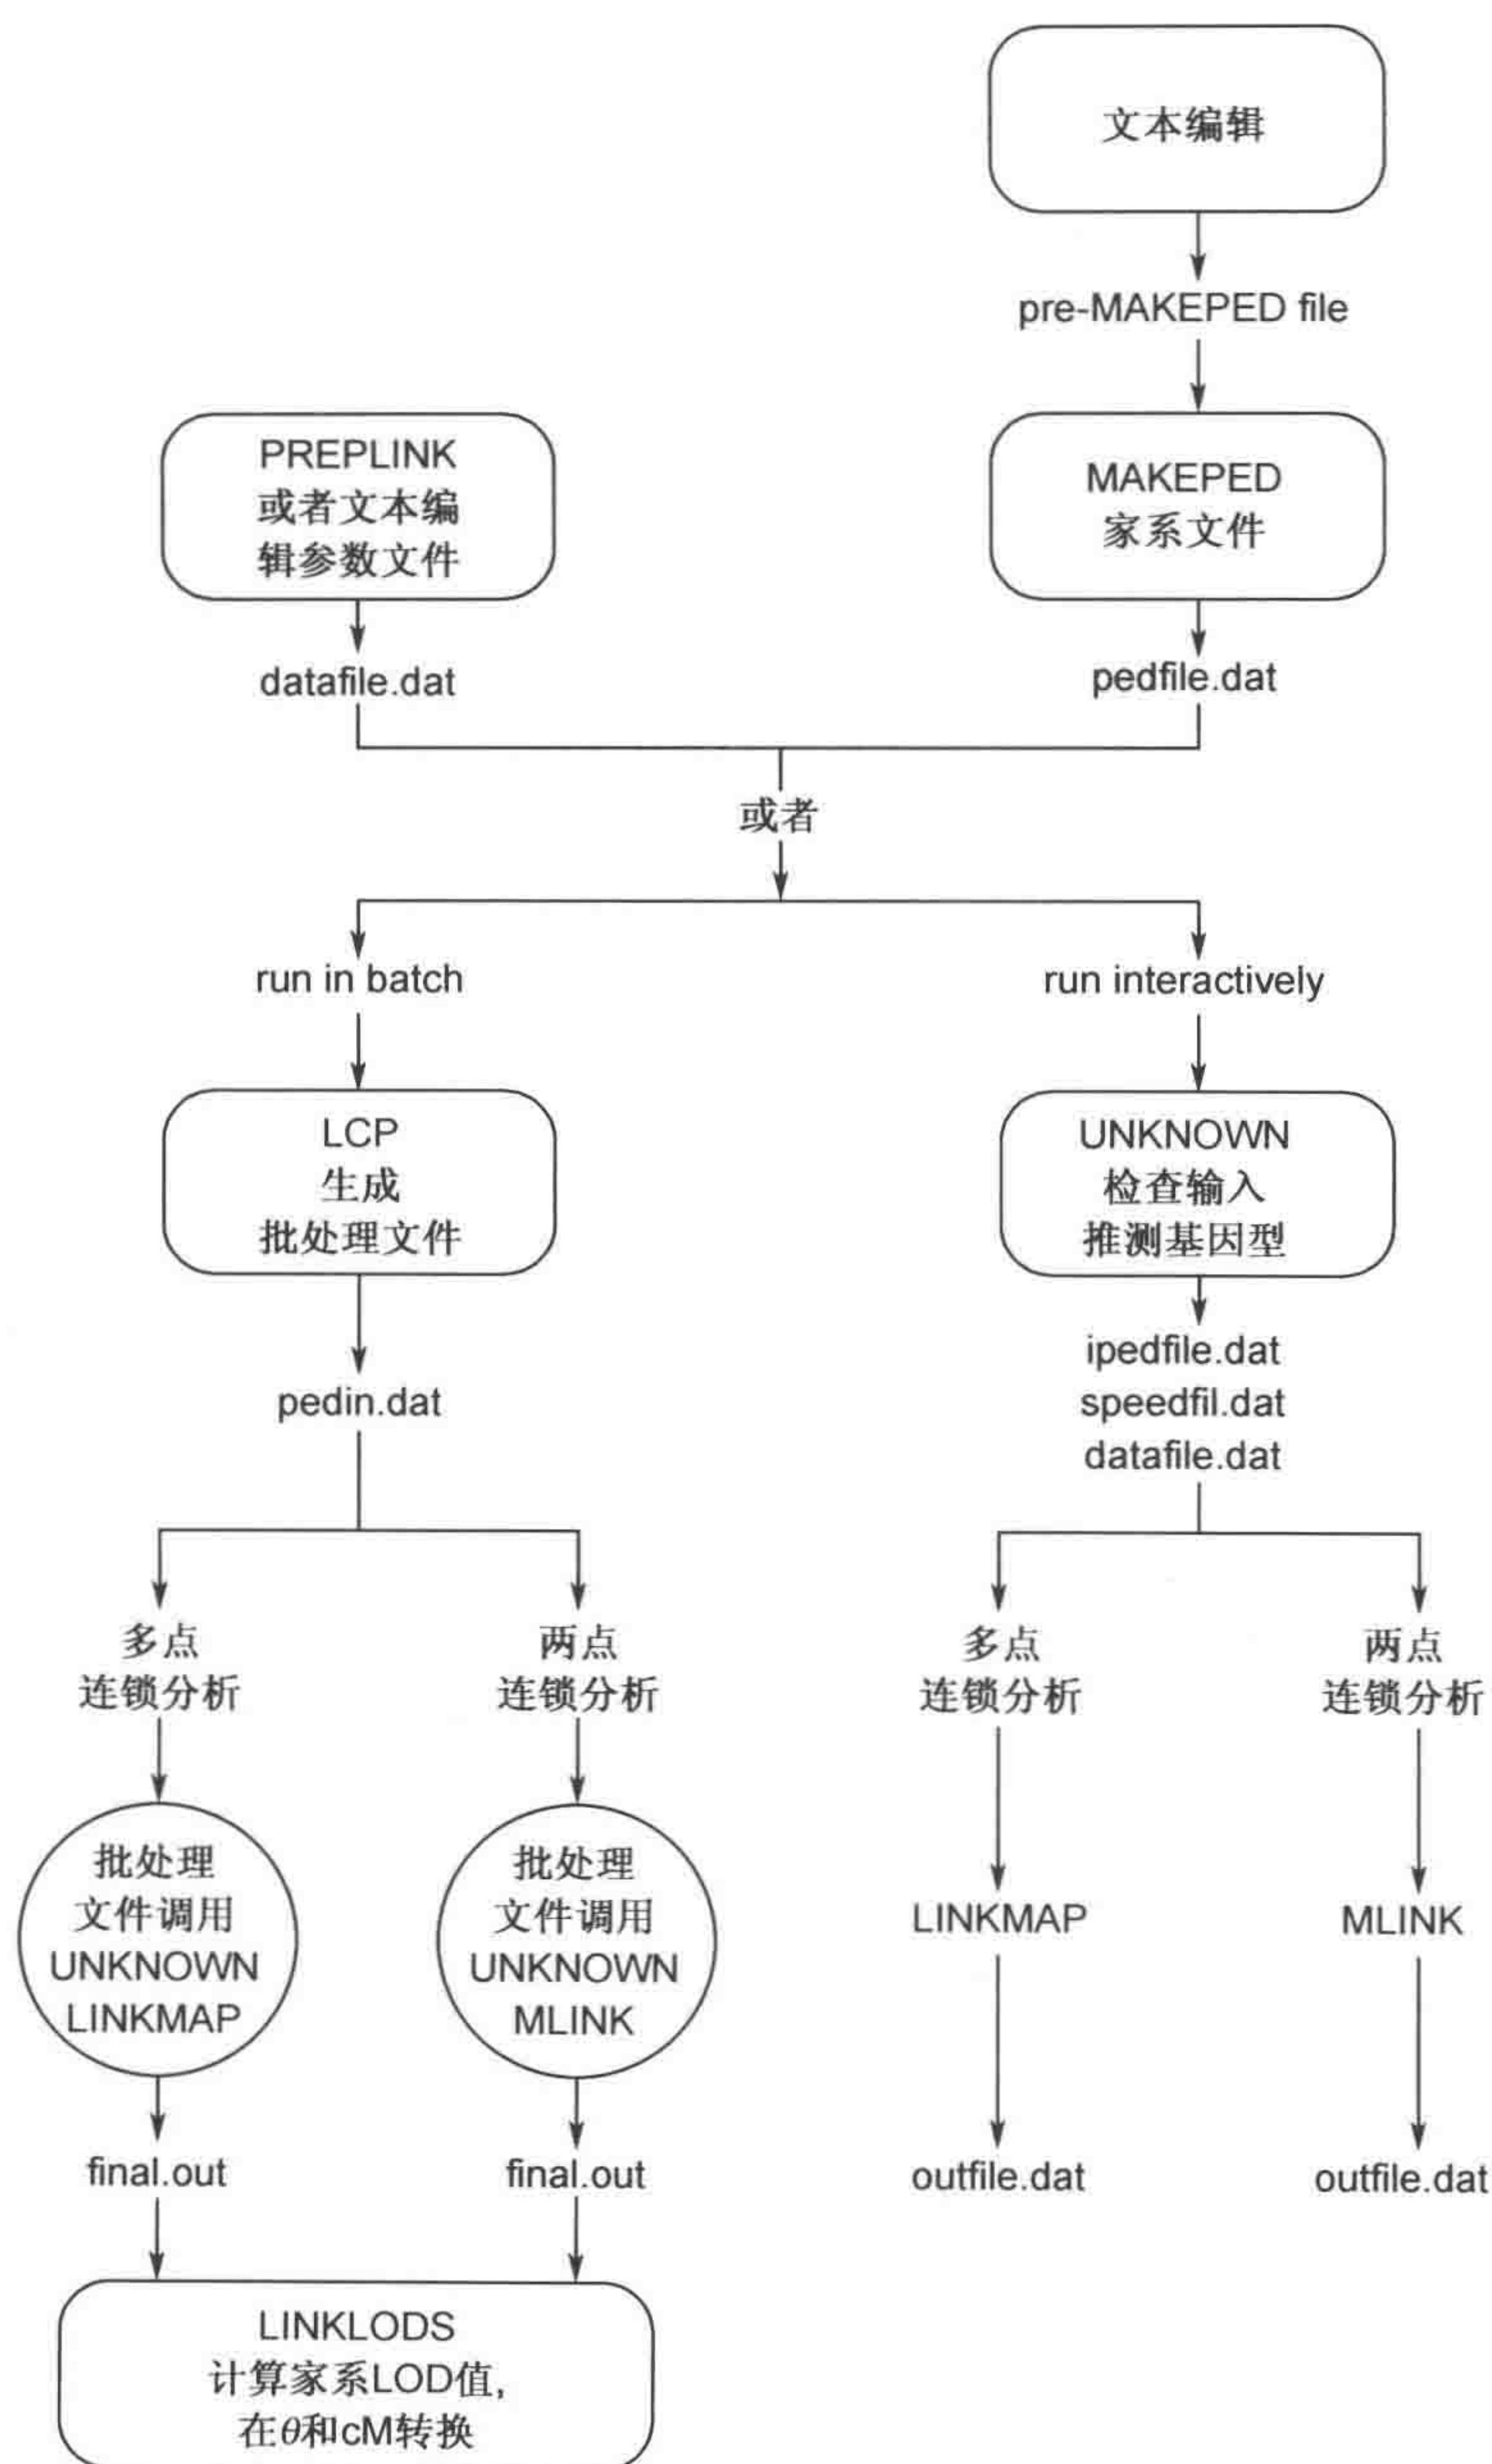 文本编辑
pre-MAKEPED file
PREPLINK
或者文本编
辑参数文件
MAKEPED
家系文件
datafile.dat
pedfile.dat
或者
run in batch
run interactively
LCP
生成
批处理文件
UNKNOWN
检查输入
推测基因型
pedin.dat
ipedfile.dat
speedfil.dat
datafile.dat
多点
连锁分析
两点
连锁分析
多点
连锁分析
两点
连锁分析
批处理
文件调用
UNKNOWN
LINKMAP
批处理
文件调用
UNKNOWN
MLINK
LINKMAP
MLINK
final.out
final.out
outfile.dat
outfile.dat
LINKLODS
计算家系LOD值,
在θ和cM转换